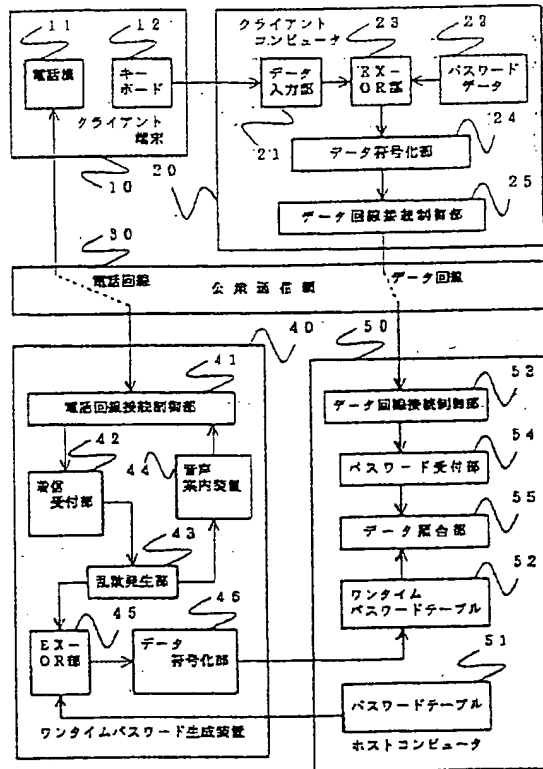 11
12
電話機
キー
ボード
クライアント
端末
10
クライアント
コンピュータ
23
22
データ
入力部
EX-
OR部
パスワード
データ
21
24
データ符号化部
20
25
データ回線接続制御部
30
電話回線
公衆通信網
データ回線
40
50
41
電話回線接続制御部
42
44
着信
受付部
音声
案内装置
43
乱数発生部
45
46
EX-
OR部
データ
符号化部
ワンタイムパスワード生成装置
53
データ回線接続制御部
54
パスワード受付部
55
データ照合部
52
ワンタイム
パスワードテーブル
51
パスワードテーブル
ホストコンピュータ